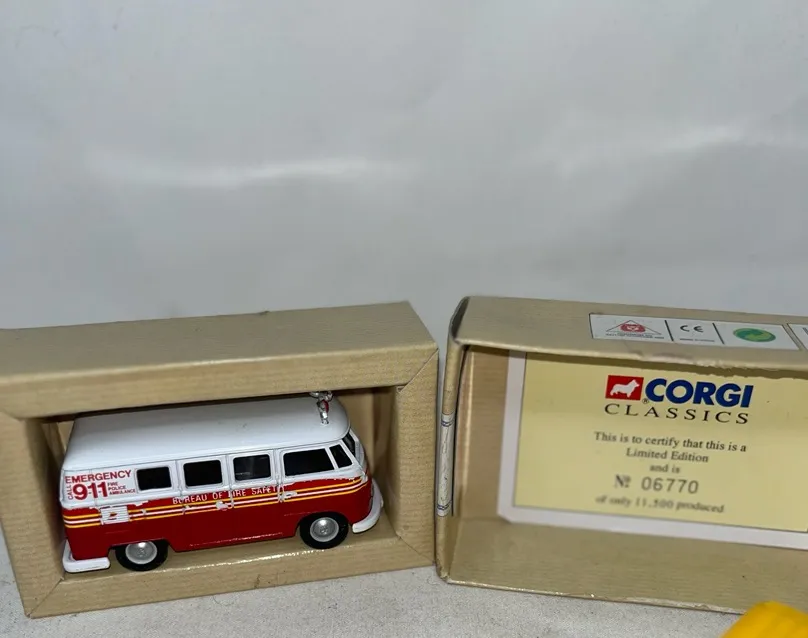 EMERGENCY
CALL 911 FIRE
POLICE
AMBULANCE
BUREAU OF FIRE SAFETY
CE
CORGI
CLASSICS
This is to certify that this is a
Limited Edition
and is
Nº 06770
of only 11,500 produced